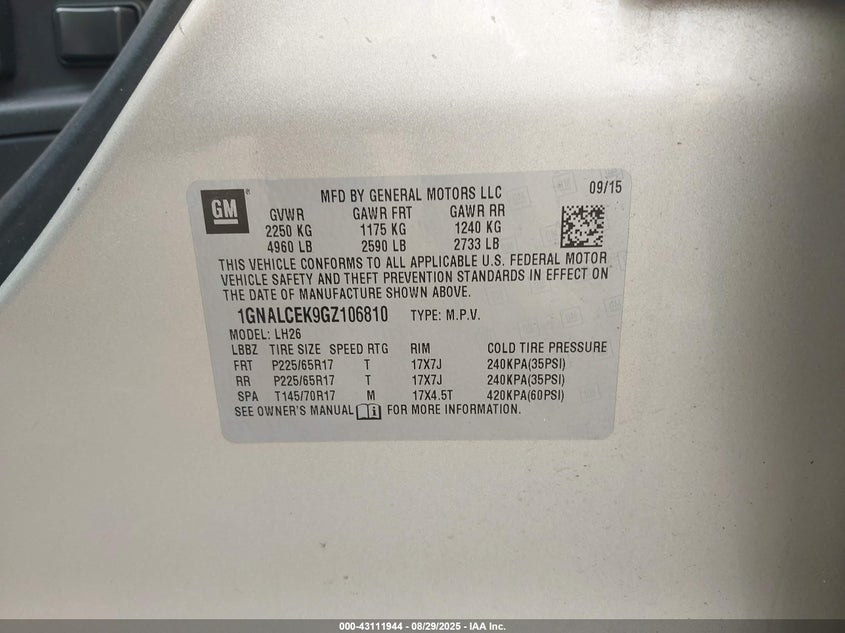 GM
®
MFD BY GENERAL MOTORS LLC
09/15
GVWR GAWR FRT GAWR RR
2250 KG 1175 KG 1240 KG
4960 LB 2590 LB 2733 LB
THIS VEHICLE CONFORMS TO ALL APPLICABLE U.S. FEDERAL MOTOR
VEHICLE SAFETY AND THEFT PREVENTION STANDARDS IN EFFECT ON
THE DATE OF MANUFACTURE SHOWN ABOVE.
1GNALCEK9GZ106810 TYPE: M.P.V.
MODEL: LH26
LBBZ TIRE SIZE SPEED RTG RIM COLD TIRE PRESSURE
FRT P225/65R17 T 17X7J 240KPA(35PSI)
RR P225/65R17 T 17X7J 240KPA(35PSI)
SPA T145/70R17 M 17X4.5T 420KPA(60PSI)
SEE OWNER'S MANUAL FOR MORE INFORMATION.
000-43111944 - 08/29/2025 - IAA Inc.